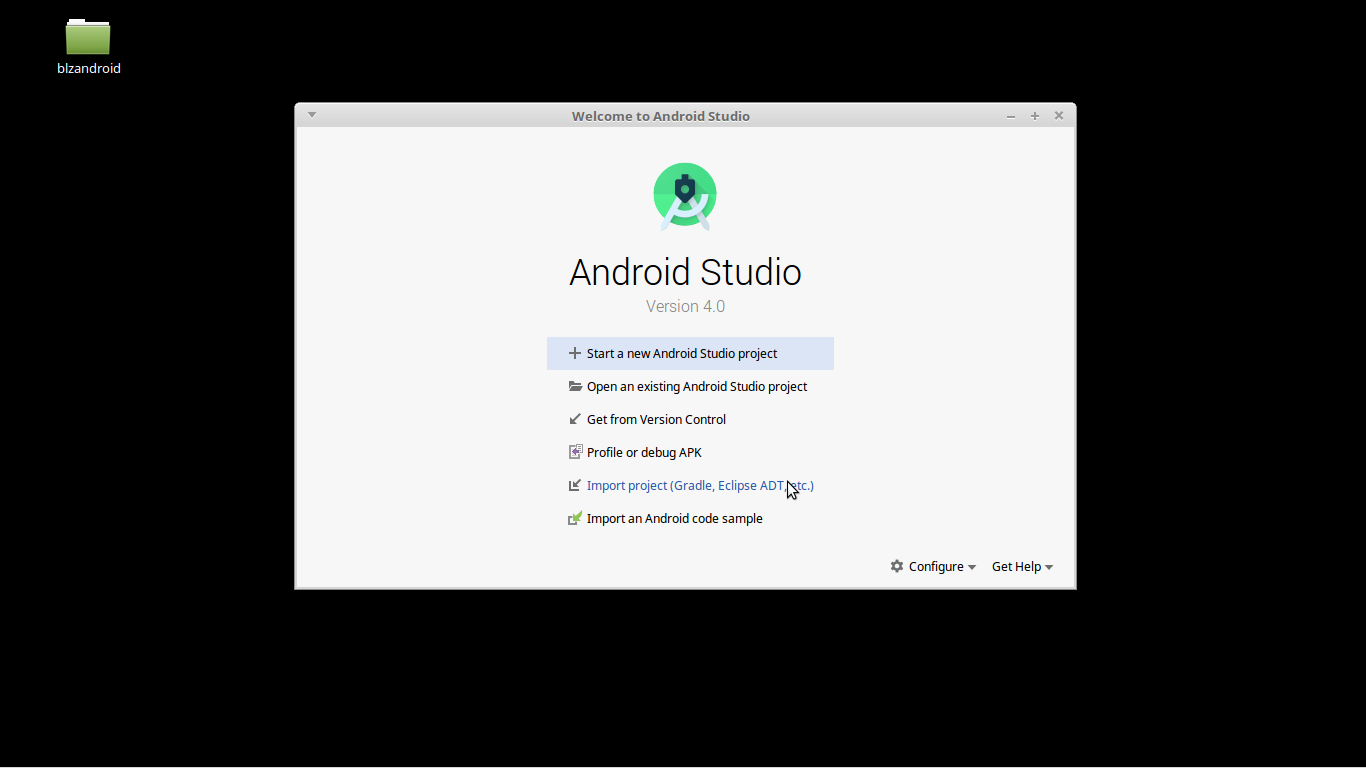 blzandroid
Welcome to Android Studio
Android Studio
Version 4.0
Start a new Android Studio project
Open an existing Android Studio project
Get from Version Control
Profile or debug APK
Import project (Gradle, Eclipse ADT, etc.)
Import an Android code sample
Configure
Get Help